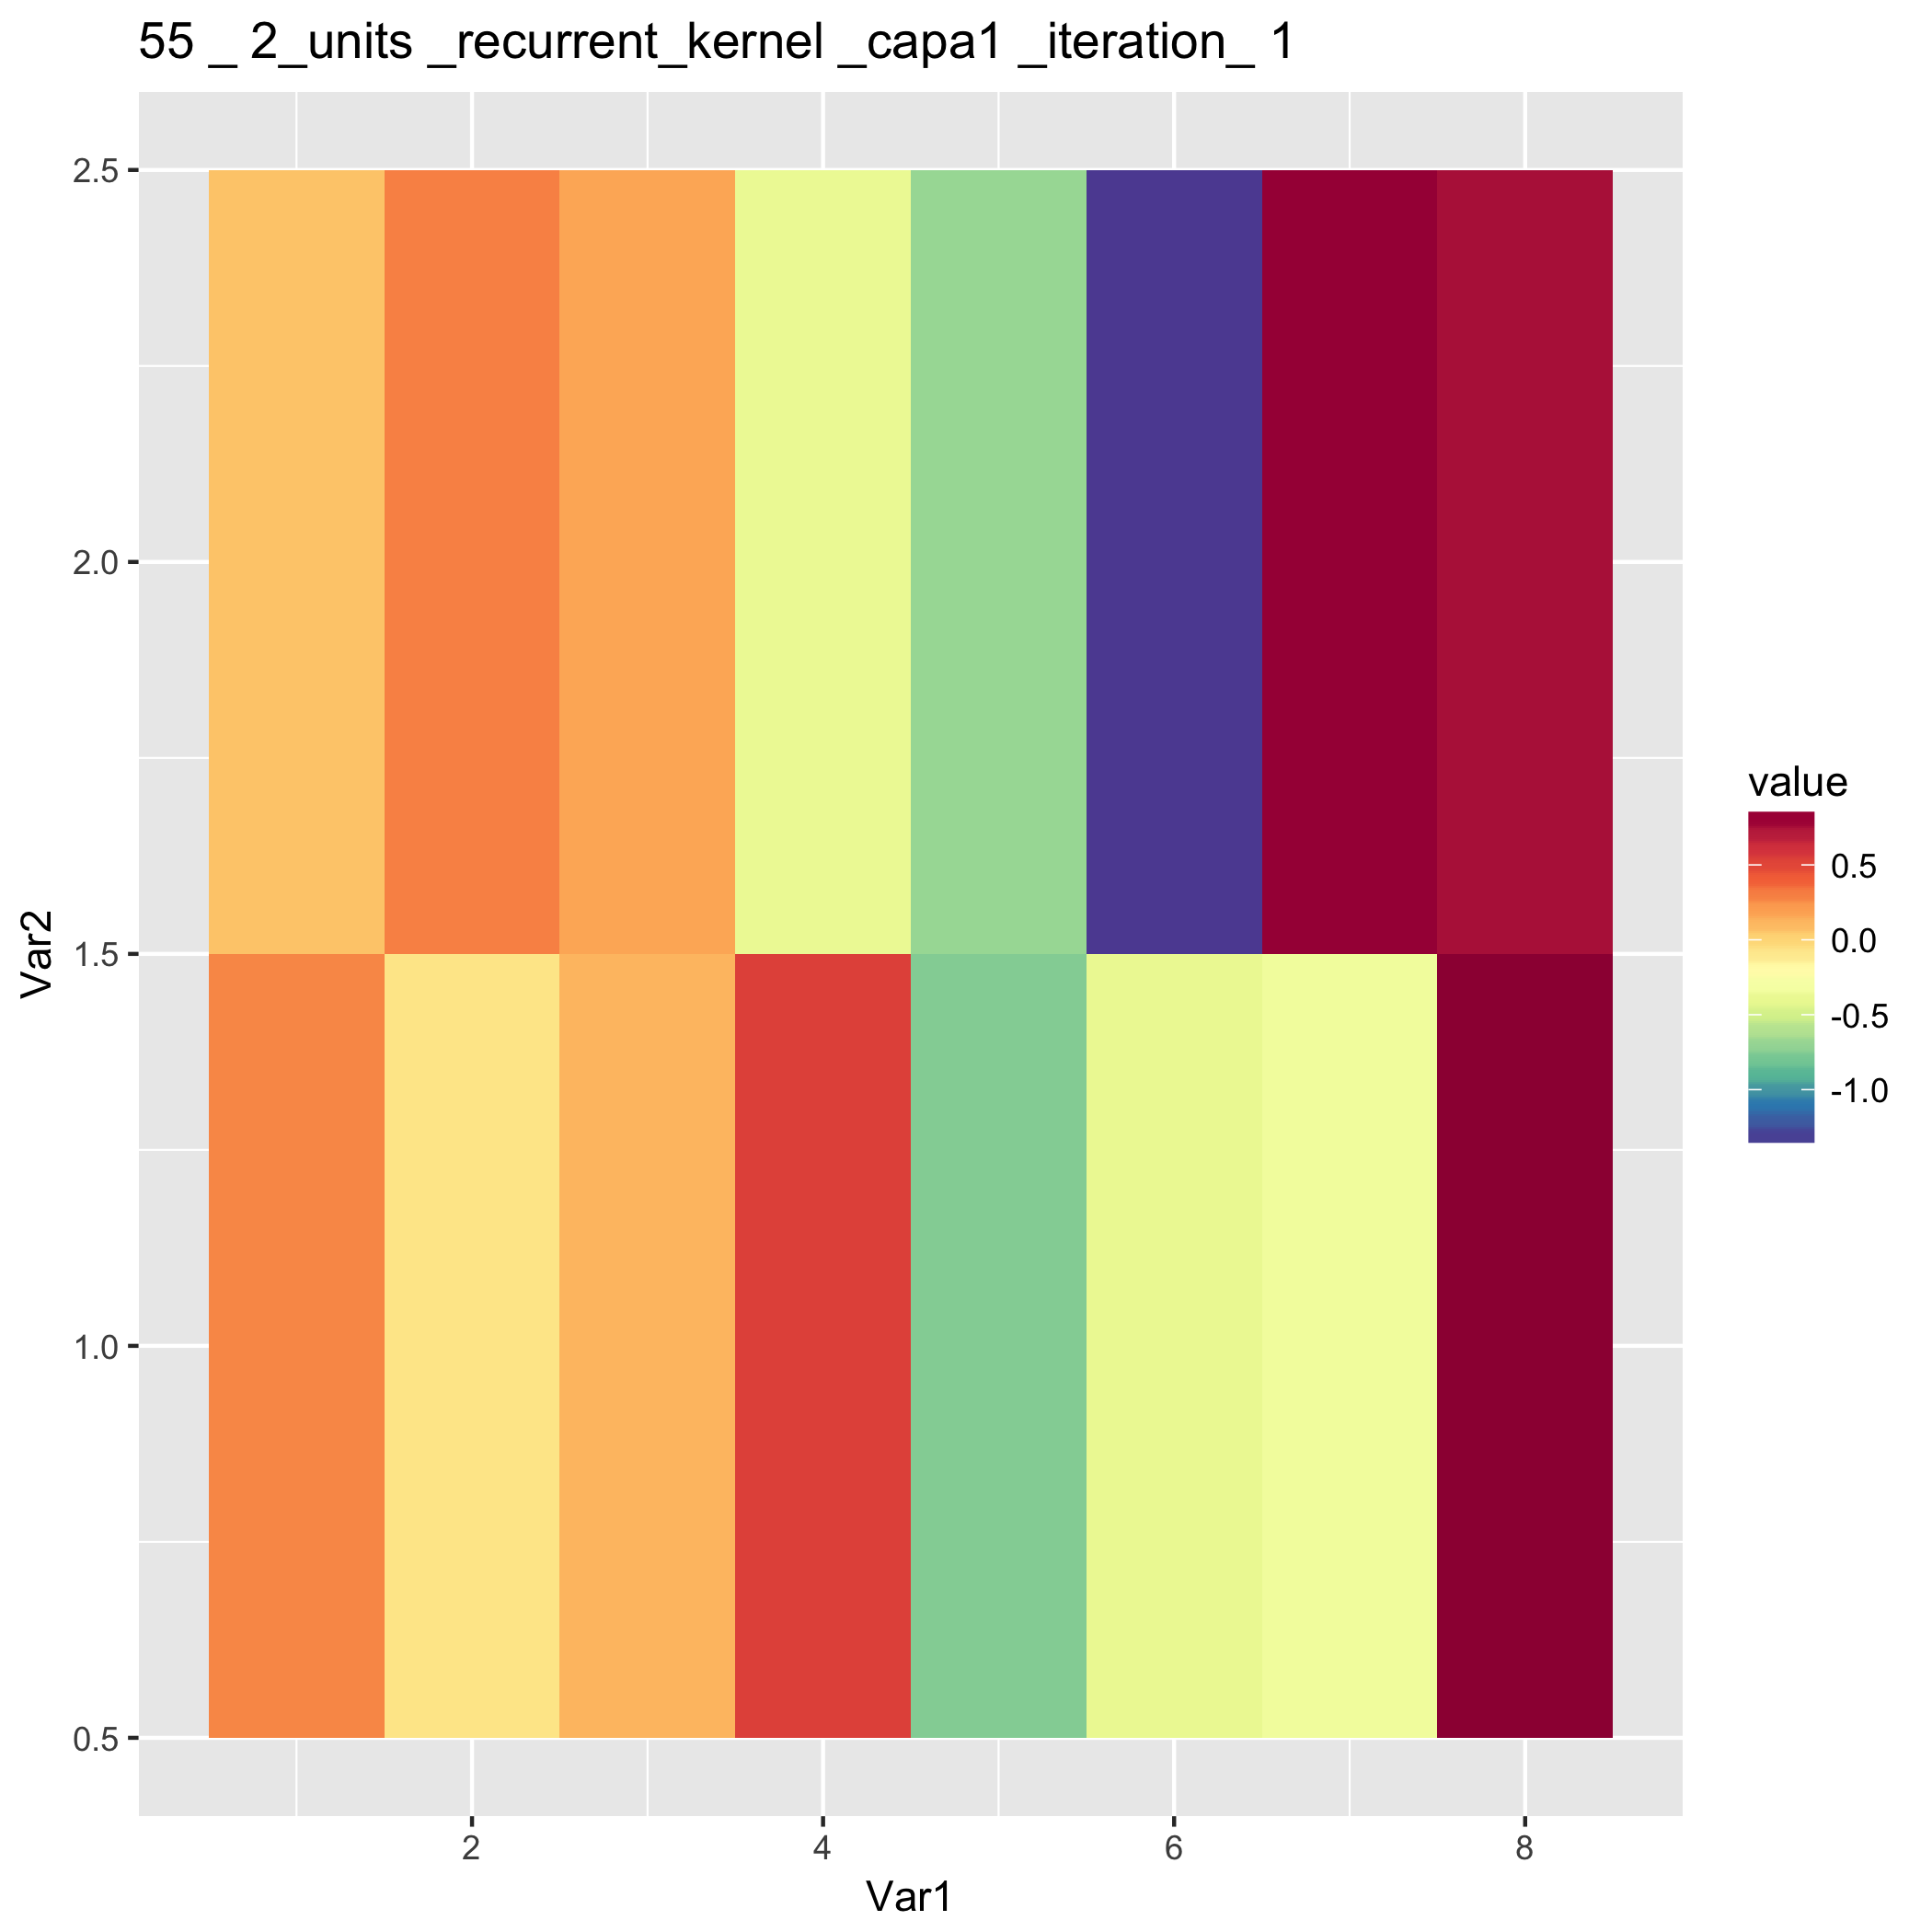 55 _ 2_units _recurrent_kernel _capa1 _iteration_ 1
2.5
2.0
1.5
1.0
0.5
Var2
2 4 6 8
Var1
value
0.5
0.0
-0.5
-1.0